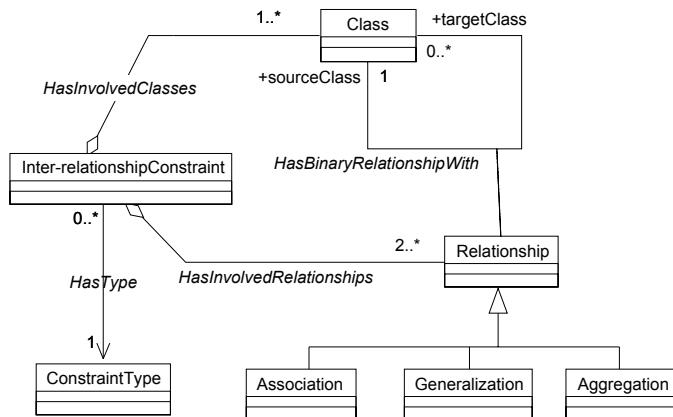 1..*
Class
+targetClass
0..*
+sourceClass
1
HasInvolvedClasses
HasBinaryRelationshipWith
Inter-relationshipConstraint
0..*
2..*
Relationship
HasType
HasInvolvedRelationships
1
ConstraintType
Association
Generalization
Aggregation